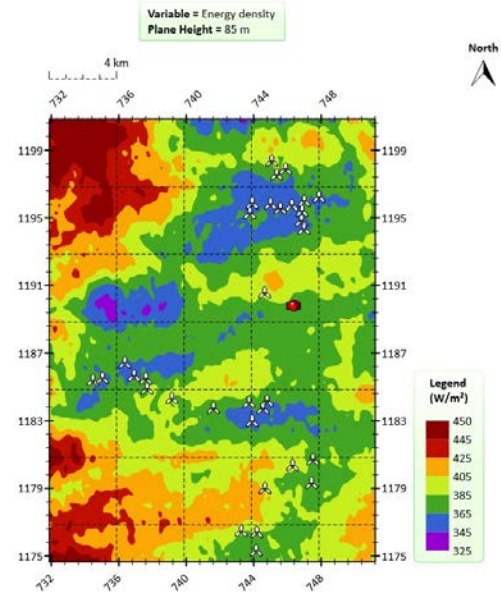 Variable = Energy density
Plane Height = 85 m
North
4 km
732 736 740 744 748
1199 1199
1195 1195
1191 1191
1187 1187
1183 1183
1179 1179
1175 1175
732 736 740 744 748
Legend
(W/m²)
450
445
425
405
385
365
345
325